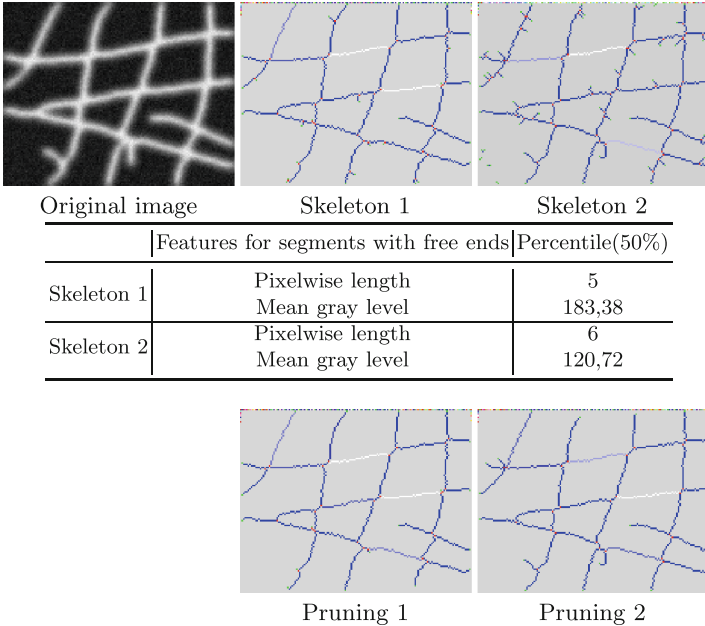 Original image Skeleton 1 Skeleton 2
Features for segments with free ends Percentile(50%)
Skeleton 1 Pixelwise length 5
Mean gray level 183,38
Skeleton 2 Pixelwise length 6
Mean gray level 120,72
Pruning 1 Pruning 2